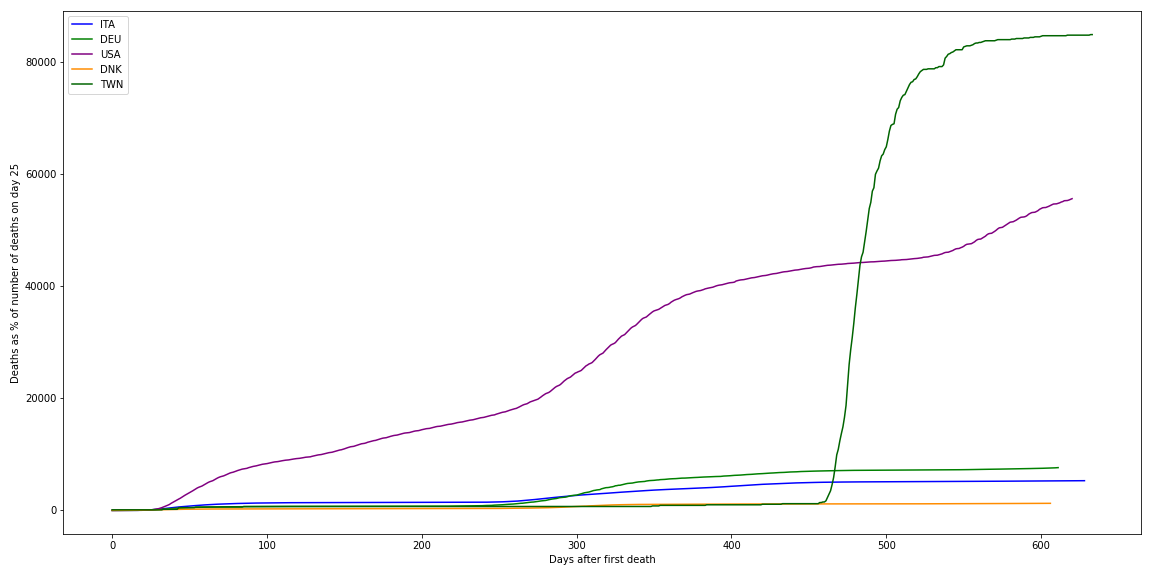 ITA
DEU
USA
DNK
TWN
Deaths as % of number of deaths on day 25
80000
60000
40000
20000
0
0 100 200 300 400 500 600
Days after first death